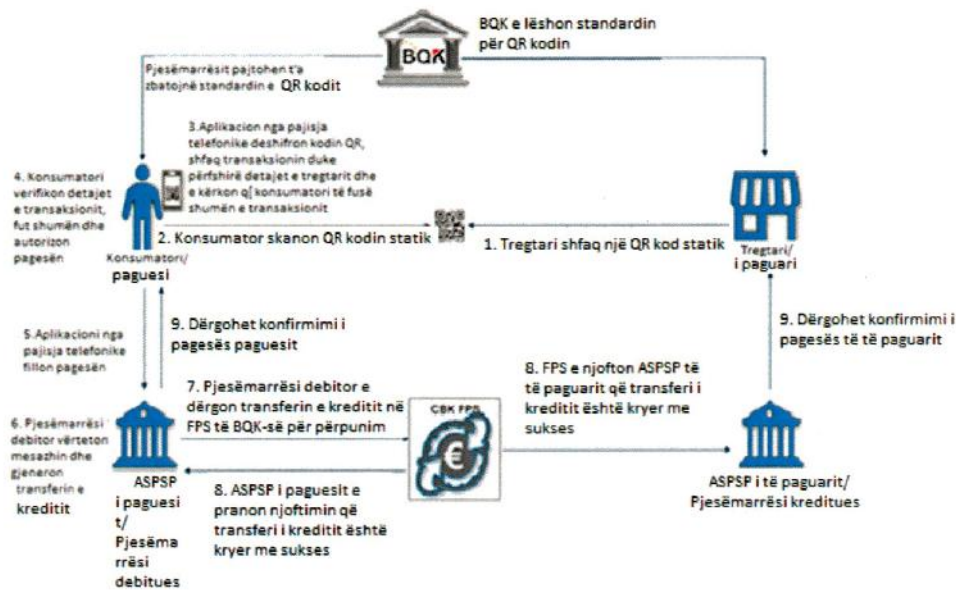 BQK e lëshon standardin
për QR kodin
BQK
Pjesëmarrësit pajtohen t'a
zbatojnë standardin e QR kodit
3.Aplikacion nga pajisja
telefonike deshifron kodin QR,
shfaq transaksionin duke
përfshirë detajet e tregtarit dhe
e kërkon q[ konsumatori të fusë
shumën e transaksionit
4. Konsumatori
verifikon detajet
e transaksionit,
fut shumën dhe
autorizon
pagesën
2. Konsumator skanon QR kodin statik
1. Tregtari shfaq një QR kod statik
Konsumatori/
paguesi
Tregtari/
i paguari
5.Aplikacioni nga
pajisja telefonike
fillon pagesën
9. Dërgohet konfirmimi i
pagesës paguesit
9. Dërgohet konfirmimi i
pagesës të të paguarit
7. Pjesëmarrësi debitor e
dërgon transferin e kreditit në
FPS të BQK-së për përpunim
8. FPS e njofton ASPSP të
të paguarit që transferi i
kreditit është kryer me
sukses
CBK FPS
6. Pjesëmarrësi
debitor vërteton
mesazhin dhe
gjeneron
transferin e
kreditit
ASPSP
i paguesi
t/
Pjesëma
rrësi
debitues
8. ASPSP i paguesit e
pranon njoftimin që
transferi i kreditit është
kryer me sukses
ASPSP i të paguarit/
Pjesëmarrësi kreditues